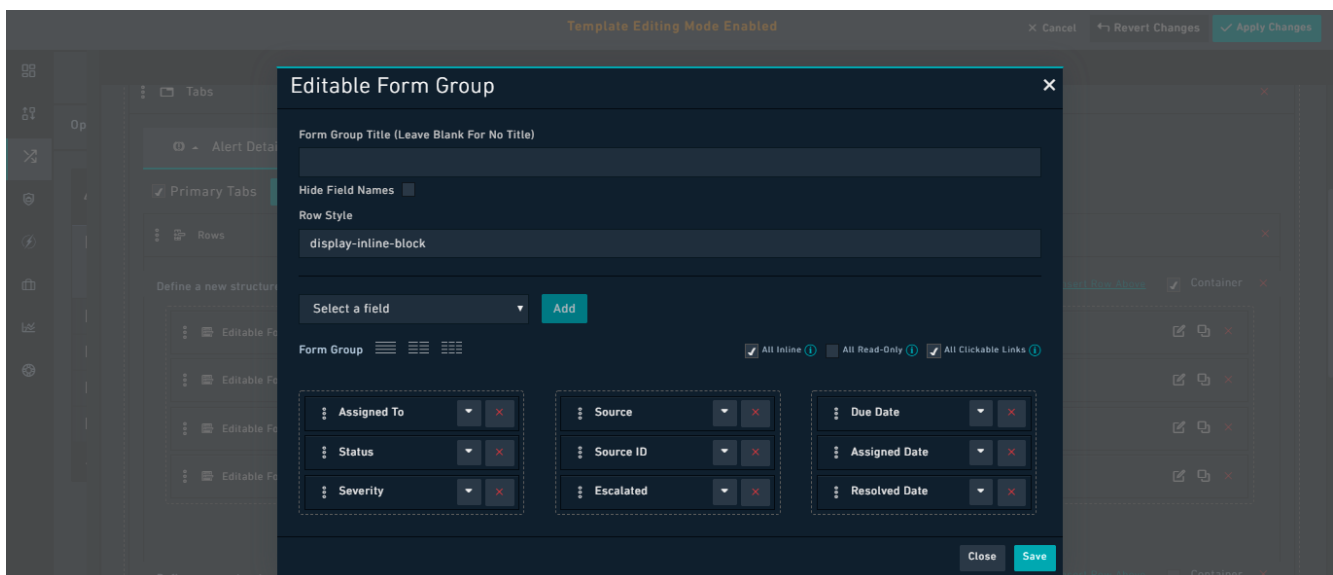 Template Editing Mode Enabled
Cancel
Revert Changes
Apply Changes
Editable Form Group
Tabs
Op
Form Group Title (Leave Blank For No Title)
Alert Detai
Primary Tabs
Hide Field Names
Row Style
display-inline-block
Rows
Define a new structure
Container
Select a field
Add
Editable Fo
Form Group
All Inline
All Read-Only
All Clickable Links
Editable Fo
Assigned To
Source
Due Date
Editable Fo
Status
Source ID
Assigned Date
Editable Fo
Severity
Escalated
Resolved Date
Close
Save
Container